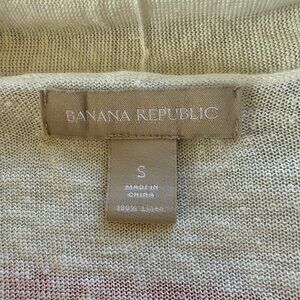 BANANA REPUBLIC
S
MADE IN
CHINA
100% LINEN